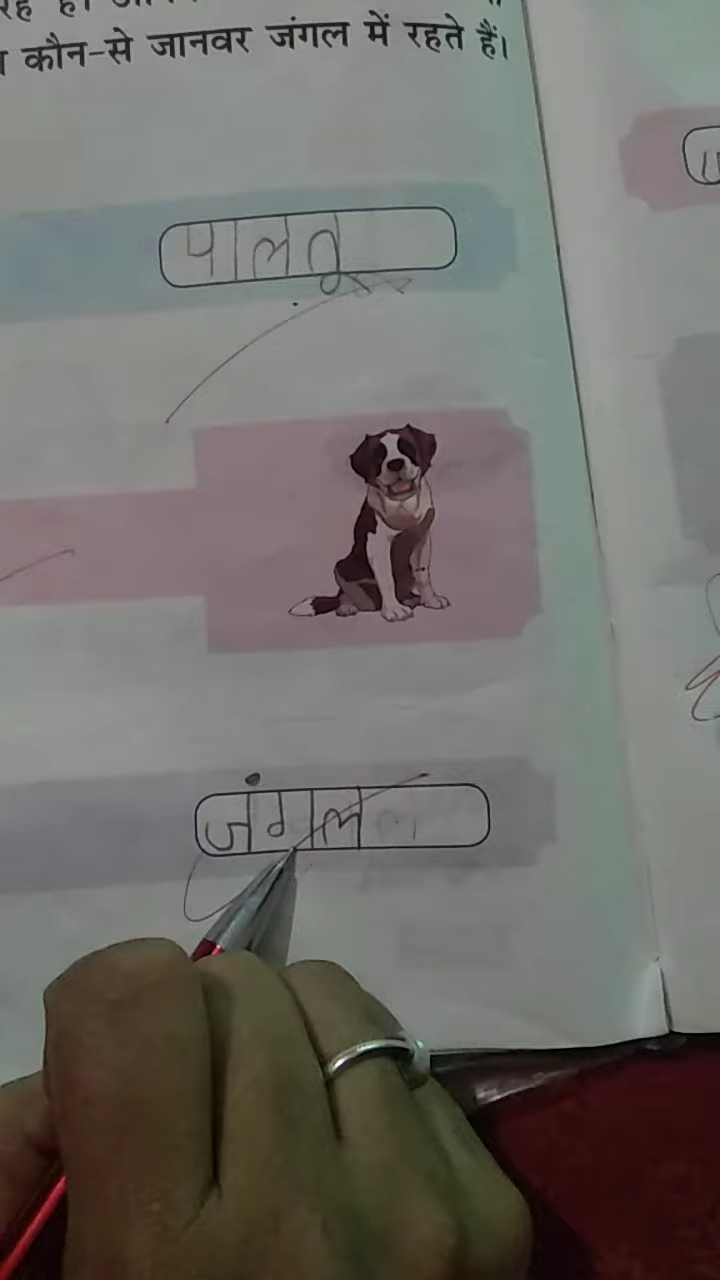 कौन-से जानवर जंगल में रहते हैं।
पालतू
जंगल